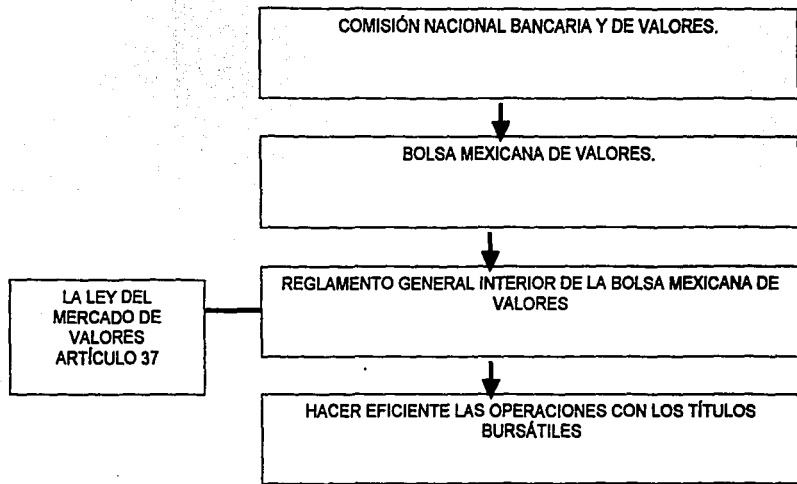 COMISIÓN NACIONAL BANCARIA Y DE VALORES.
BOLSA MEXICANA DE VALORES.
REGLAMENTO GENERAL INTERIOR DE LA BOLSA MEXICANA DE
VALORES
LA LEY DEL
MERCADO DE
VALORES
ARTÍCULO 37
HACER EFICIENTE LAS OPERACIONES CON LOS TÍTULOS
BURSÁTILES